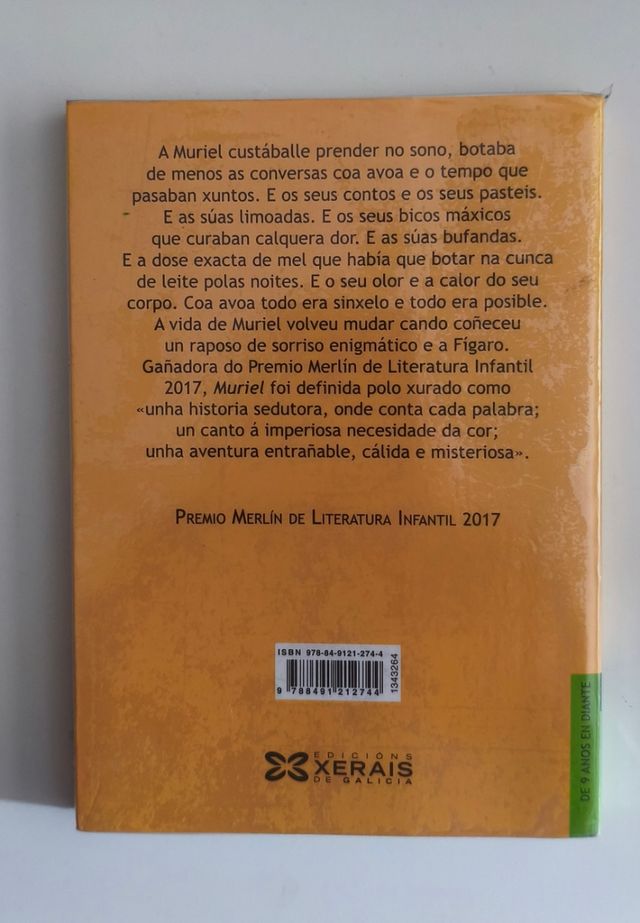 A Muriel custáballe prender no sono, botaba
de menos as conversas coa avoa e o tempo que
pasaban xuntos. E os seus contos e os seus pasteis.
E as súas limoadas. E os seus bicos máxicos
que curaban calquera dor. E as súas bufandas.
E a dose exacta de mel que había que botar na cunca
de leite polas noites. E o seu olor e a calor do seu
corpo. Coa avoa todo era sinxelo e todo era posible.
A vida de Muriel volveu mudar cando coñeceu
un raposo de sorriso enigmático e a Fígaro.
Gañadora do Premio Merlín de Literatura Infantil
2017, Muriel foi definida polo xurado como
«unha historia sedutora, onde conta cada palabra;
un canto á imperiosa necesidade da cor;
unha aventura entrañable, cálida e misteriosa».
PREMIO MERLÍN DE LITERATURA INFANTIL 2017
ISBN 978-84-9121-274-4
9 788491 212744
1343264
EDICIÓNS
XERAIS
DE GALICIA
DE 9 ANOS EN DIANTE